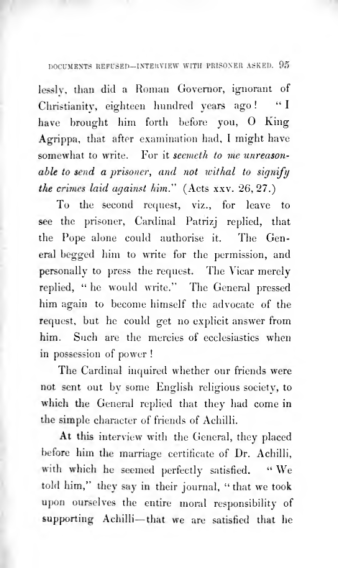 DOCUMENTS REFUSED—INTERVIEW WITH PRISONER ASKED. 95
lessly, than did a Roman Governor, ignorant of
Christianity, eighteen hundred years ago! "I
have brought him forth before you, O King
Agrippa, that after examination had, I might have
somewhat to write. For it seemeth to me unreason-
able to send a prisoner, and not withal to signify
the crimes laid against him." (Acts xxv. 26, 27.)
To the second request, viz., for leave to
see the prisoner, Cardinal Patrizj replied, that
the Pope alone could authorise it. The Gen-
eral begged him to write for the permission, and
personally to press the request. The Vicar merely
replied, "he would write." The General pressed
him again to become himself the advocate of the
request, but he could get no explicit answer from
him. Such are the mercies of ecclesiastics when
in possession of power!
The Cardinal inquired whether our friends were
not sent out by some English religious society, to
which the General replied that they had come in
the simple character of friends of Achilli.
At this interview with the General, they placed
before him the marriage certificate of Dr. Achilli,
with which he seemed perfectly satisfied. "We
told him," they say in their journal, "that we took
upon ourselves the entire moral responsibility of
supporting Achilli—that we are satisfied that he